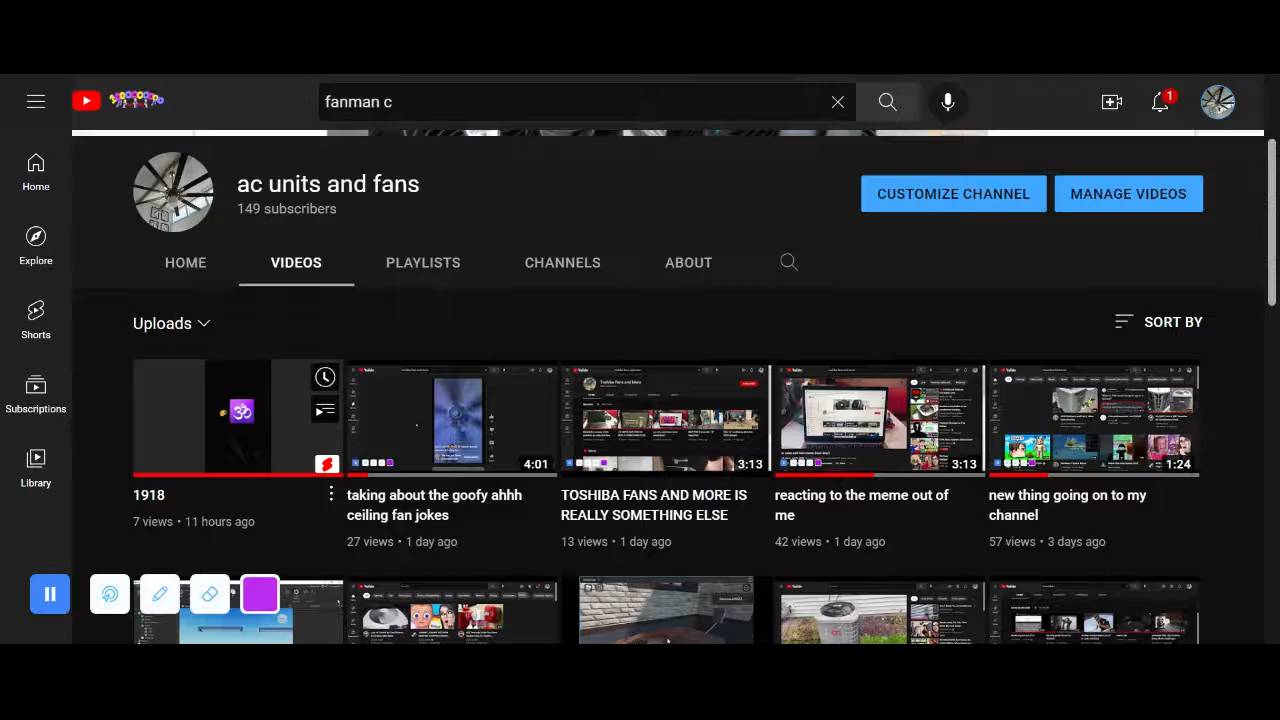 fanman c
1
Home
Explore
Shorts
Subscriptions
Library
ac units and fans
149 subscribers
CUSTOMIZE CHANNEL
MANAGE VIDEOS
HOME
VIDEOS
PLAYLISTS
CHANNELS
ABOUT
Uploads
SORT BY
4:01
3:13
3:13
1:24
1918
7 views • 11 hours ago
taking about the goofy ahhh
ceiling fan jokes
27 views • 1 day ago
TOSHIBA FANS AND MORE IS
REALLY SOMETHING ELSE
13 views • 1 day ago
reacting to the meme out of
me
42 views • 1 day ago
new thing going on to my
channel
57 views • 3 days ago